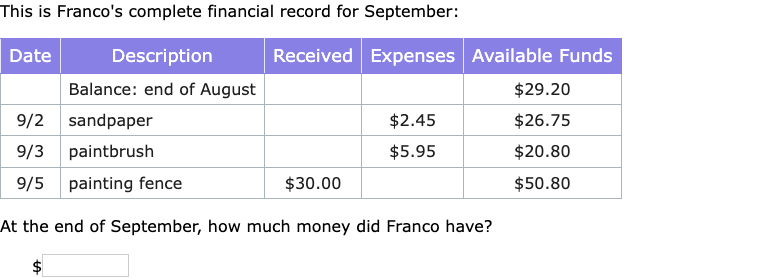 This is Franco's complete financial record for September:
Date Description Received Expenses Available Funds
Balance: end of August $29.20
9/2 sandpaper $2.45 $26.75
9/3 paintbrush $5.95 $20.80
9/5 painting fence $30.00 $50.80
At the end of September, how much money did Franco have?
$